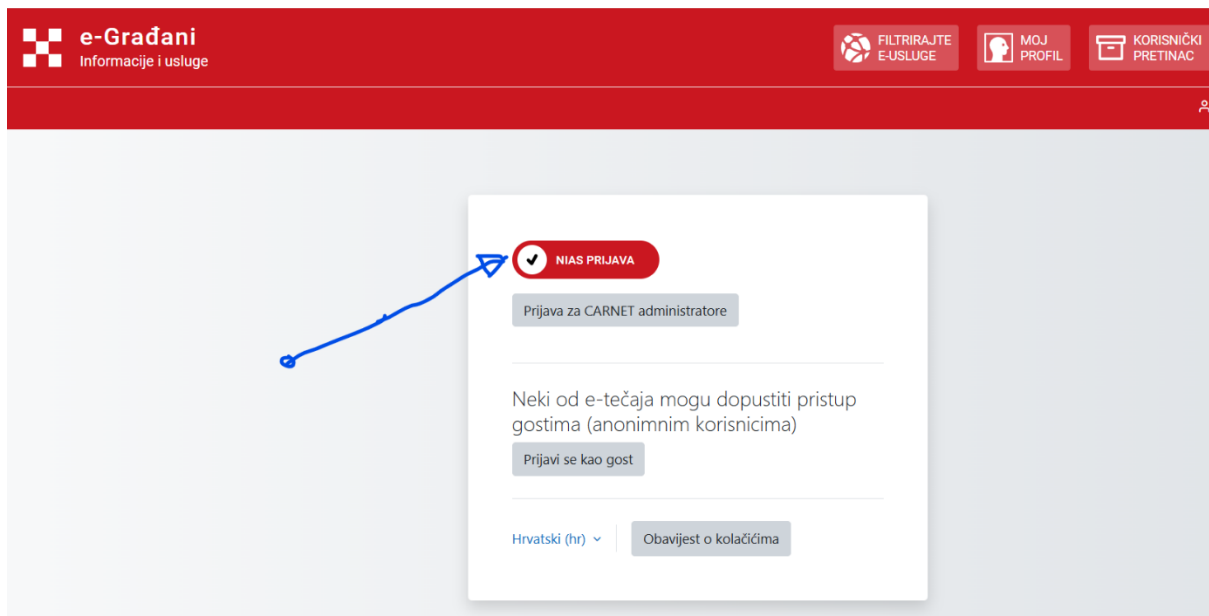 e-Građani
Informacije i usluge
FILTRIRAJTE
E-USLUGE
MOJ
PROFIL
KORISNIČKI
PRETINAC
NIAS PRIJAVA
Prijava za CARNET administratore
Neki od e-tečaja mogu dopustiti pristup
gostima (anonimnim korisnicima)
Prijavi se kao gost
Hrvatski (hr)
Obavijest o kolačićima